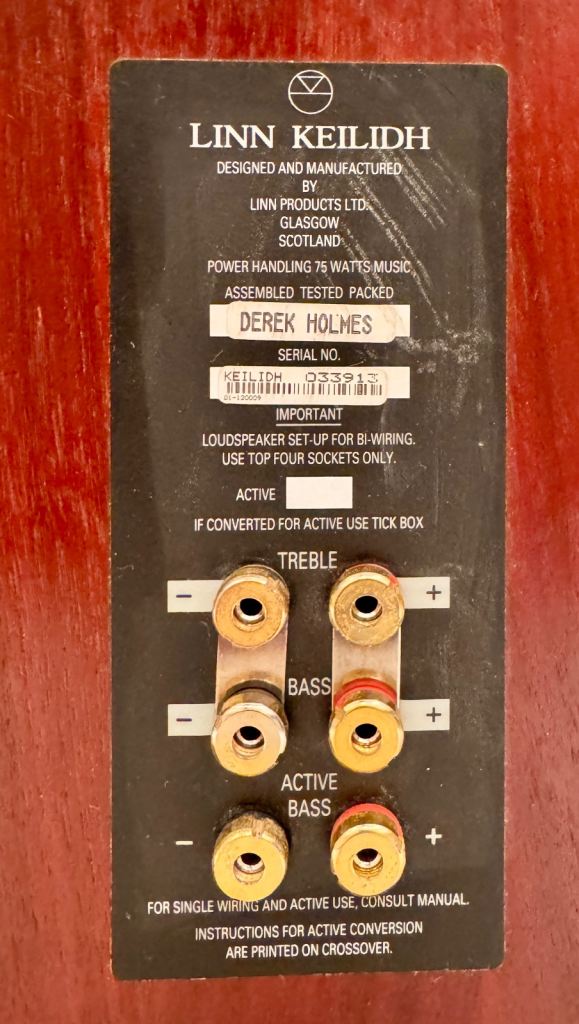 LINN KEILIDH
DESIGNED AND MANUFACTURED
BY
LINN PRODUCTS LTD.
GLASGOW
SCOTLAND
POWER HANDLING 75 WATTS MUSIC
ASSEMBLED TESTED PACKED
DEREK HOLMES
SERIAL NO.
KEILIDH 033913
01-120009
IMPORTANT
LOUDSPEAKER SET-UP FOR BI-WIRING.
USE TOP FOUR SOCKETS ONLY.
ACTIVE
IF CONVERTED FOR ACTIVE USE TICK BOX
TREBLE
- +
BASS
- +
ACTIVE
BASS
- +
FOR SINGLE WIRING AND ACTIVE USE, CONSULT MANUAL.
INSTRUCTIONS FOR ACTIVE CONVERSION
ARE PRINTED ON CROSSOVER.